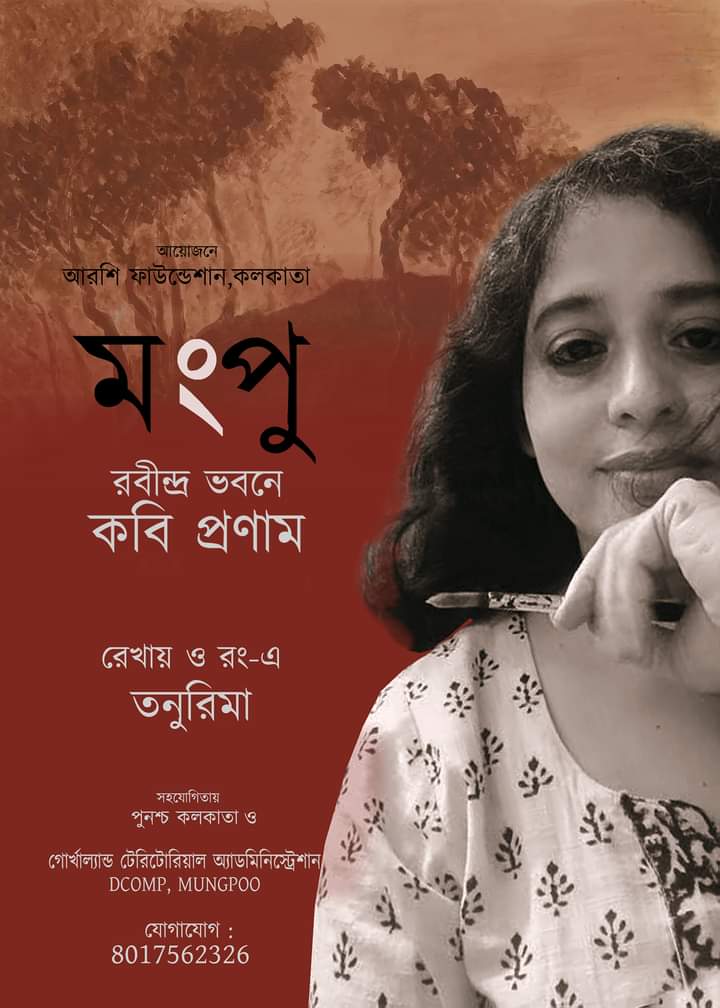 আয়োজনে
আরশি ফাউন্ডেশান,কলকাতা
মংপু
রবীন্দ্র ভবনে
কবি প্রণাম
রেখায় ও রং-এ
তনুরিমা
সহযোগিতায়
পুনশ্চ কলকাতা ও
গোর্খাল্যান্ড টেরিটোরিয়াল অ্যাডমিনিস্ট্রেশান
DCOMP, MUNGPOO
যোগাযোগ :
8017562326